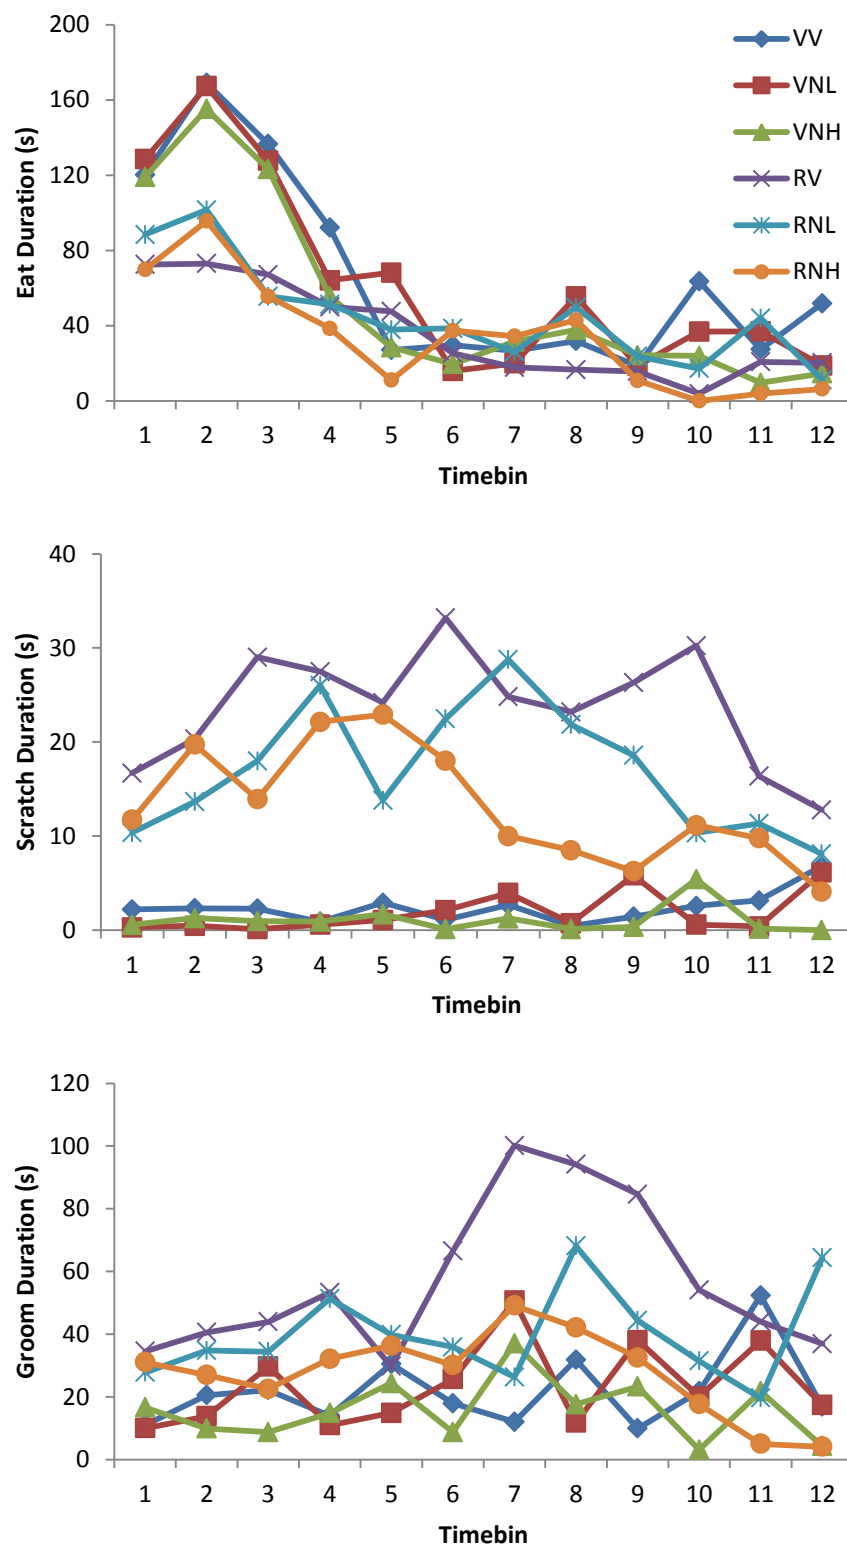 200
160
120
80
40
0
Eat Duration (s)
VV
VNL
VNH
RV
RNL
RNH
1 2 3 4 5 6 7 8 9 10 11 12
Timebin
40
30
20
10
0
Scratch Duration (s)
1 2 3 4 5 6 7 8 9 10 11 12
Timebin
120
100
80
60
40
20
0
Groom Duration (s)
1 2 3 4 5 6 7 8 9 10 11 12
Timebin